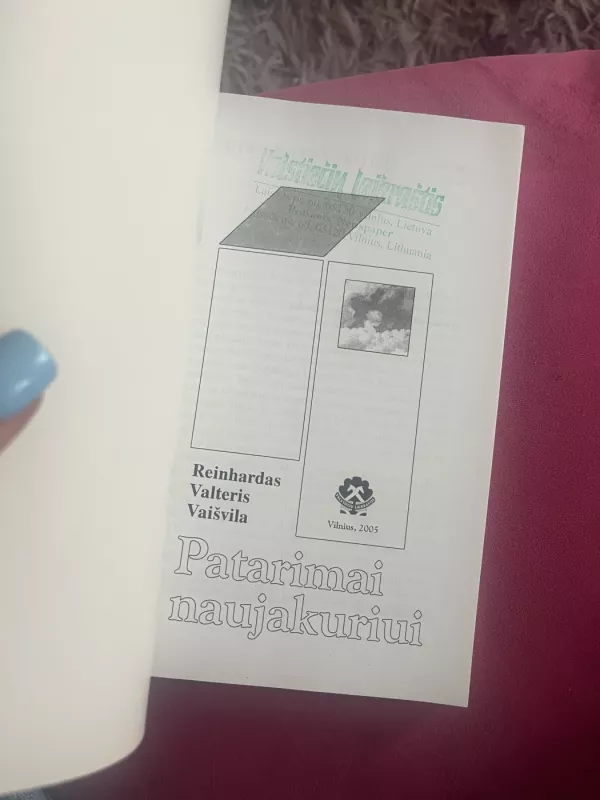 Valstiečių laikraštis
Vilnius, Lietuva
Vilnius, Lithuania
Reinhardas
Valteris
Vaišvila
Vilnius, 2005
Patarimai
naujakuriui